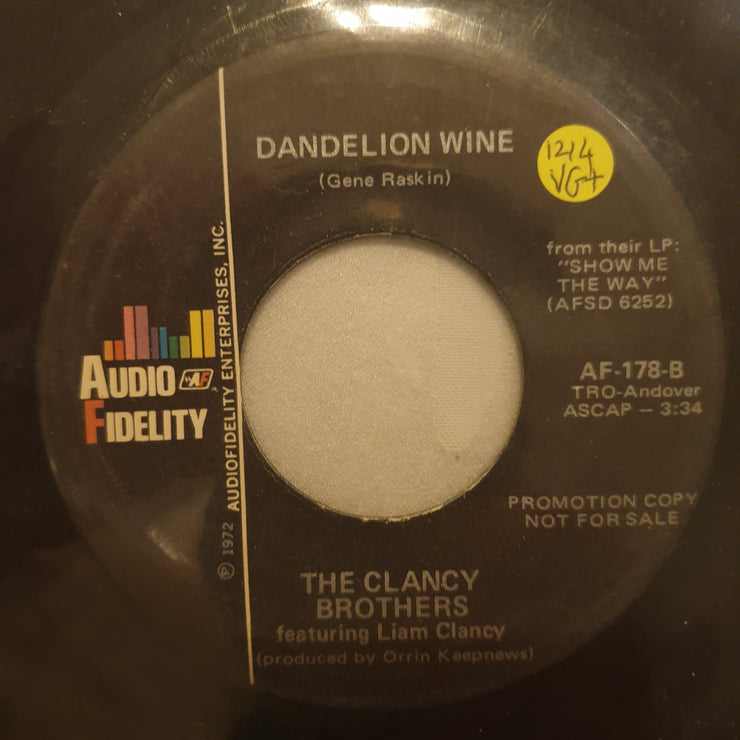 DANDELION WINE
(Gene Raskin)
1214
VG+
from their LP:
"SHOW ME
THE WAY"
(AFSD 6252)
AUDIO AF
FIDELITY
℗ 1972 AUDIOFIDELITY ENTERPRISES, INC.
AF-178-B
TRO-Andover
ASCAP — 3:34
PROMOTION COPY
NOT FOR SALE
THE CLANCY
BROTHERS
featuring Liam Clancy
(produced by Orrin Keepnews)